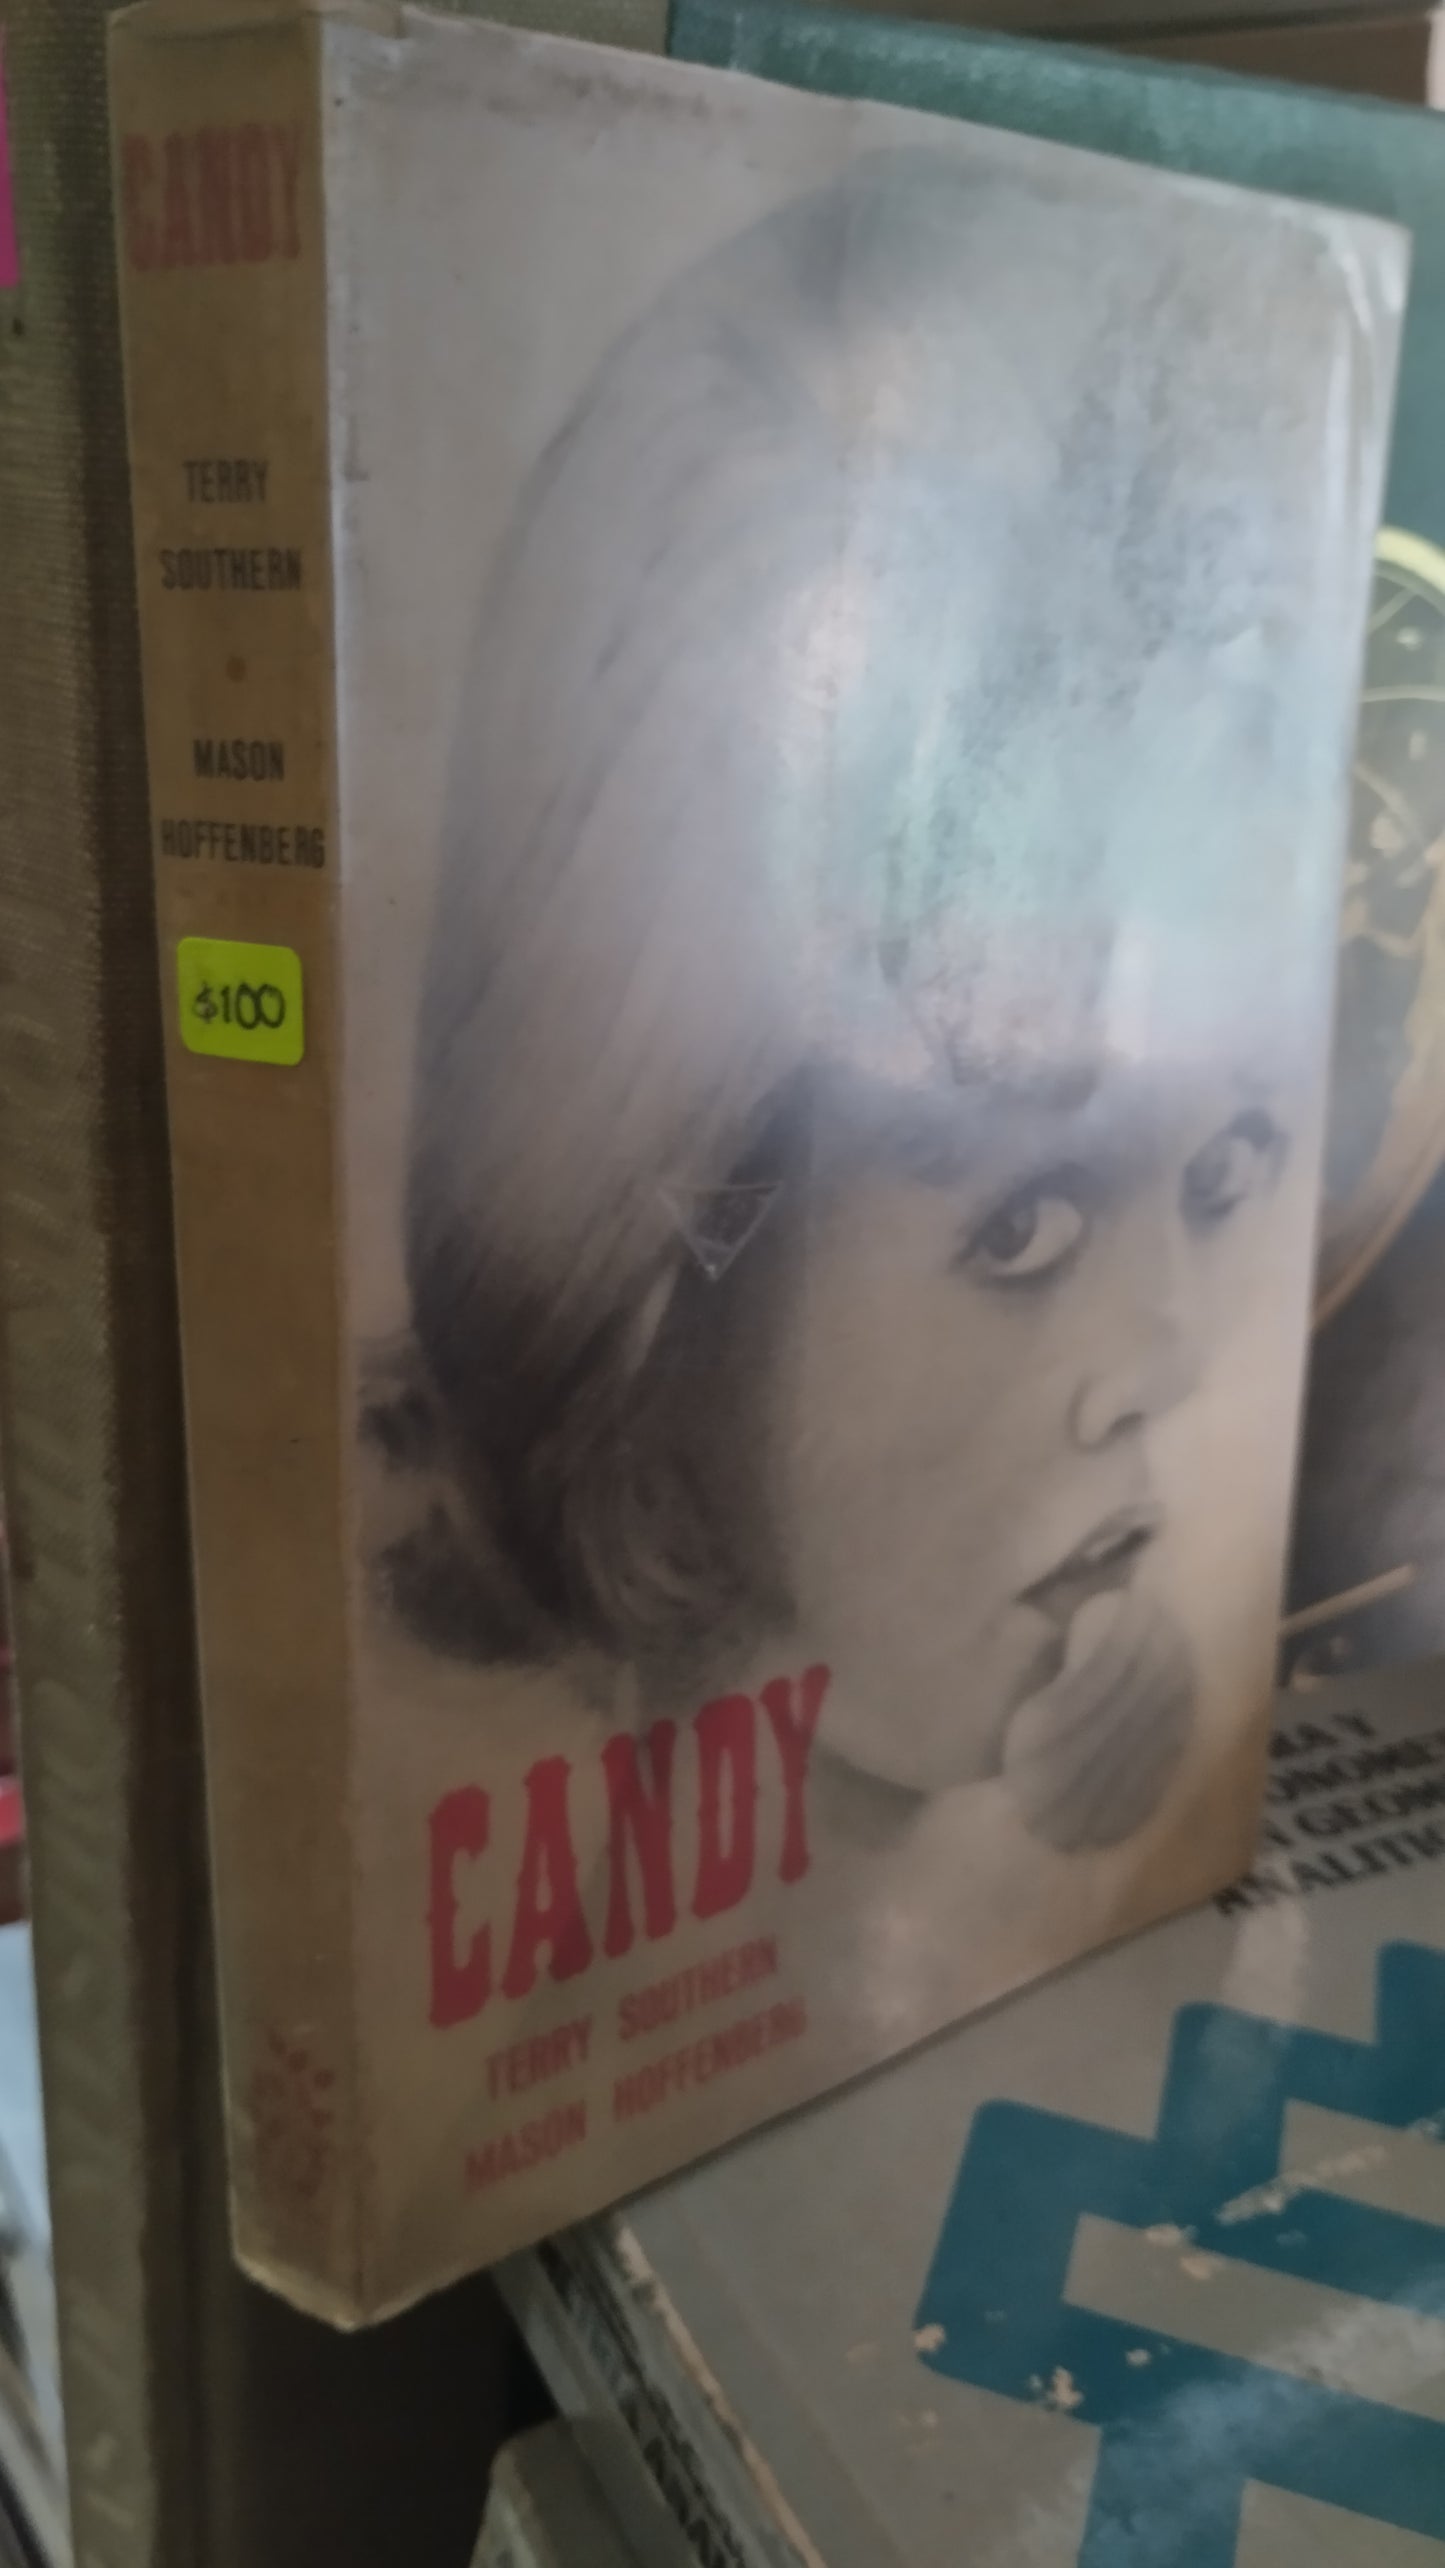 CANDY
TERRY
SOUTHERN
MASON
HOFFENBERG
$100
CANDY
TERRY SOUTHERN
MASON HOFFENBERG